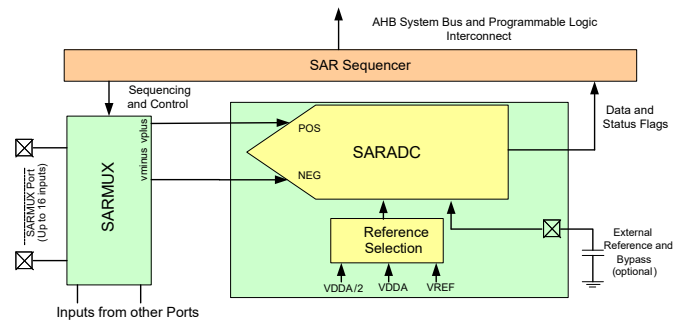 AHB System Bus and Programmable Logic
Interconnect
SAR Sequencer
Sequencing
and Control
Data and
Status Flags
vminus vplus
POS
NEG
SARADC
SARMUX
SARMUX Port
(Up to 16 inputs)
Reference
Selection
External
Reference and
Bypass
(optional)
VDDA/2 VDDA VREF
Inputs from other Ports